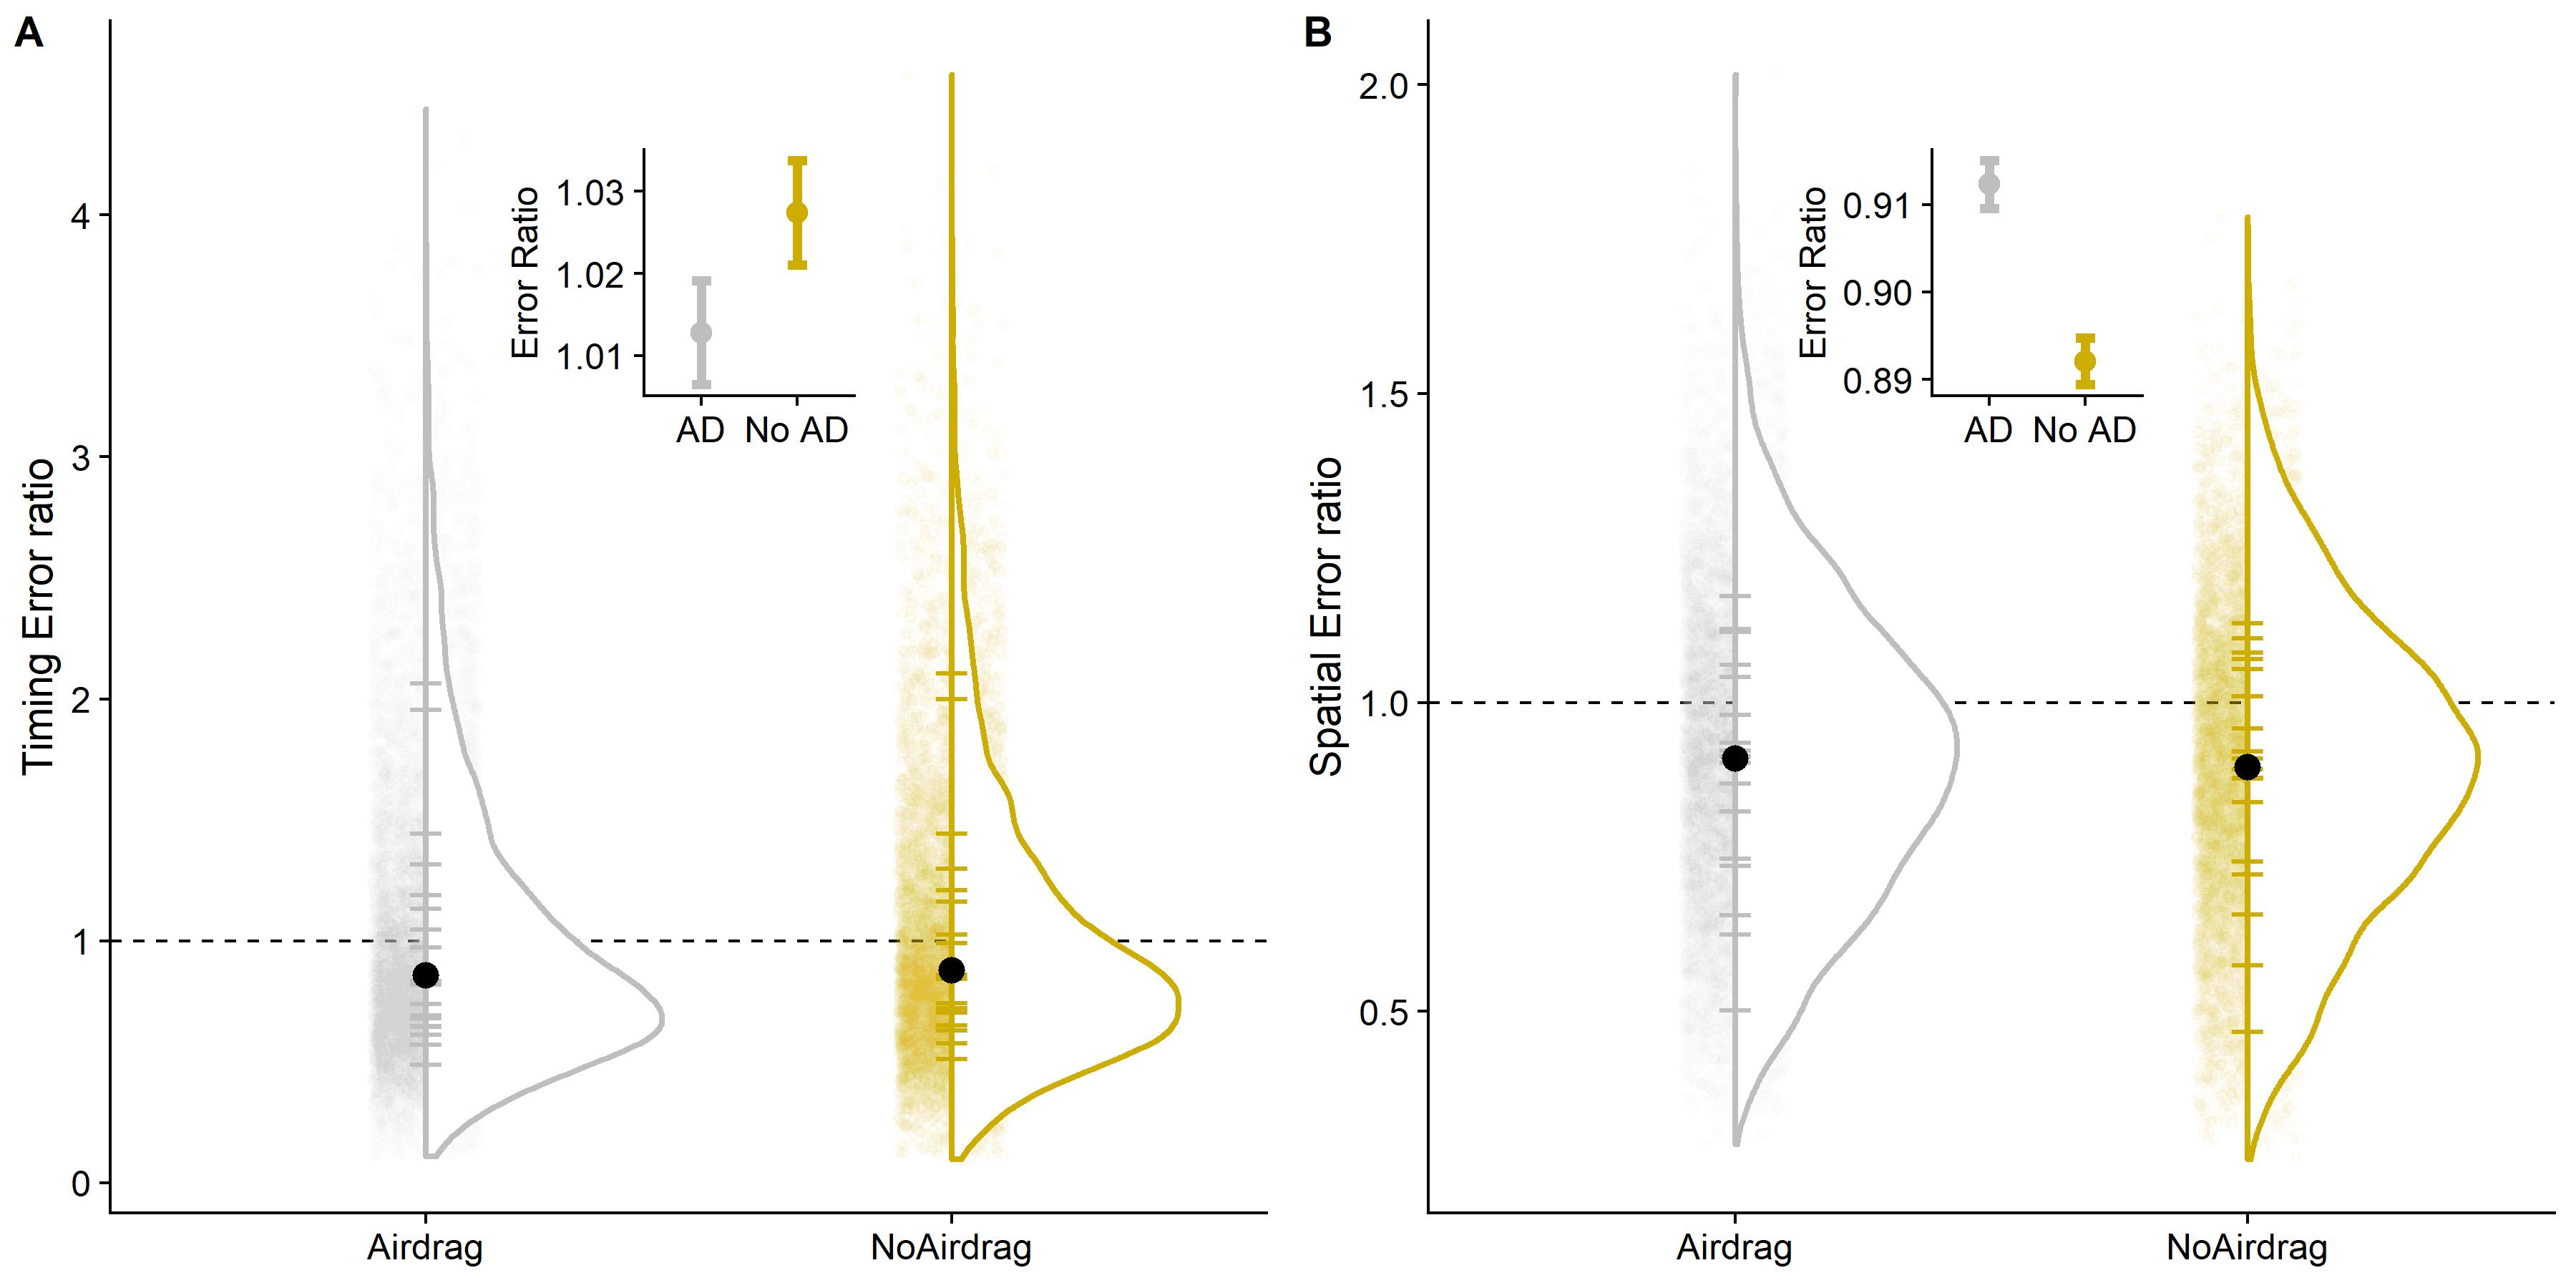 A
Timing Error ratio
4
3
2
1
0
Airdrag
NoAirdrag
Error Ratio
1.03
1.02
1.01
AD
No AD
B
Spatial Error ratio
2.0
1.5
1.0
0.5
Airdrag
NoAirdrag
Error Ratio
0.91
0.90
0.89
AD
No AD